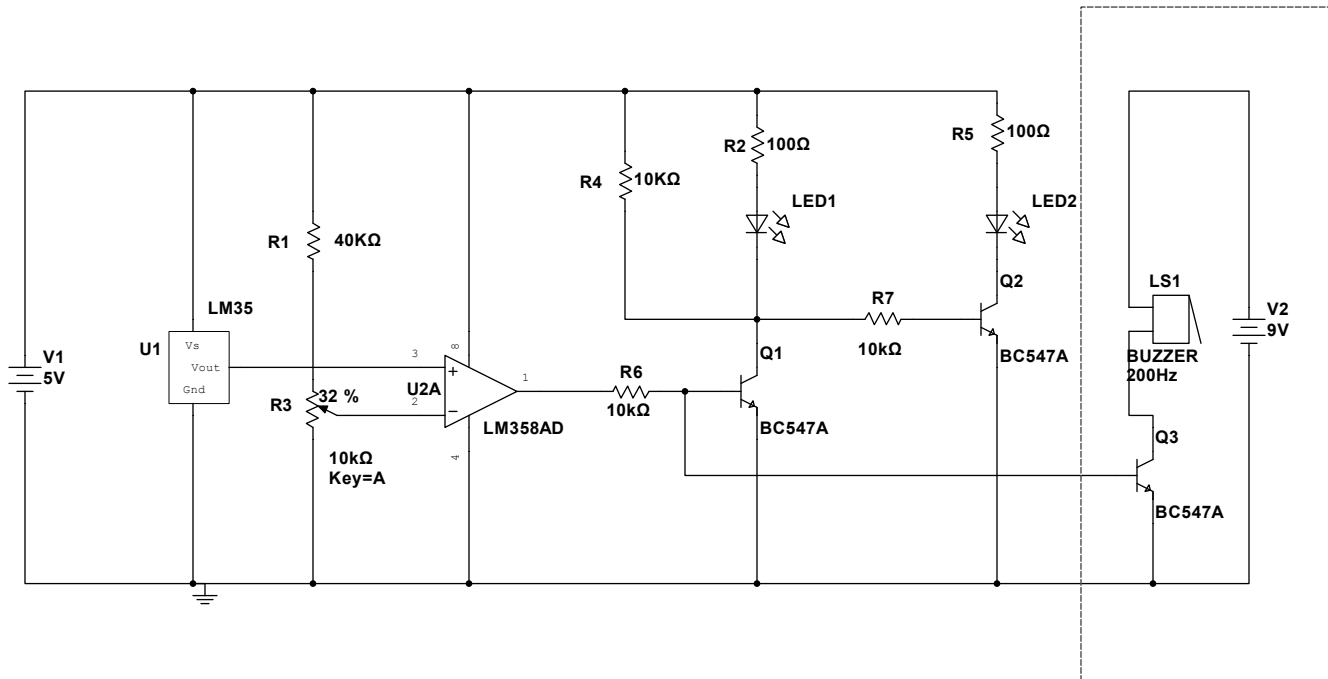 V1
5V
LM35
U1
Vs
Vout
Gnd
R1
40KΩ
R3
32 %
10kΩ
Key=A
3
2
8
4
1
U2A
LM358AD
R4
10KΩ
R2
100Ω
LED1
R6
10kΩ
Q1
BC547A
R7
10kΩ
R5
100Ω
LED2
Q2
BC547A
LS1
BUZZER
200Hz
Q3
BC547A
V2
9V